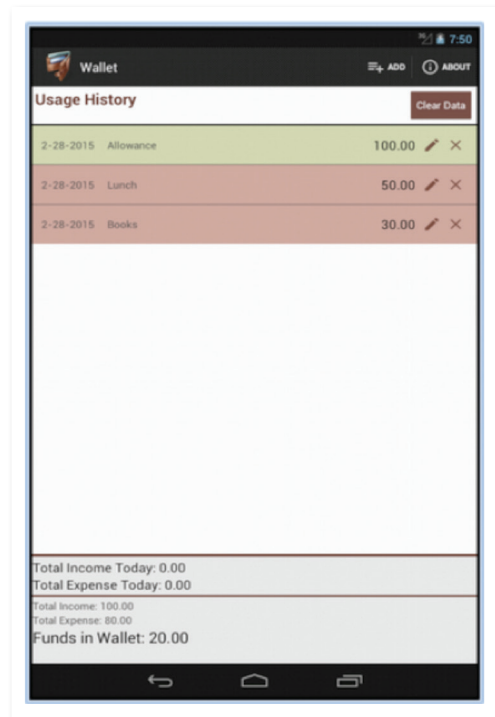 7:50
Wallet ADD ABOUT
Usage History Clear Data
2-28-2015 Allowance 100.00
2-28-2015 Lunch 50.00
2-28-2015 Books 30.00
Total Income Today: 0.00
Total Expense Today: 0.00
Total Income: 100.00
Total Expense: 80.00
Funds in Wallet: 20.00